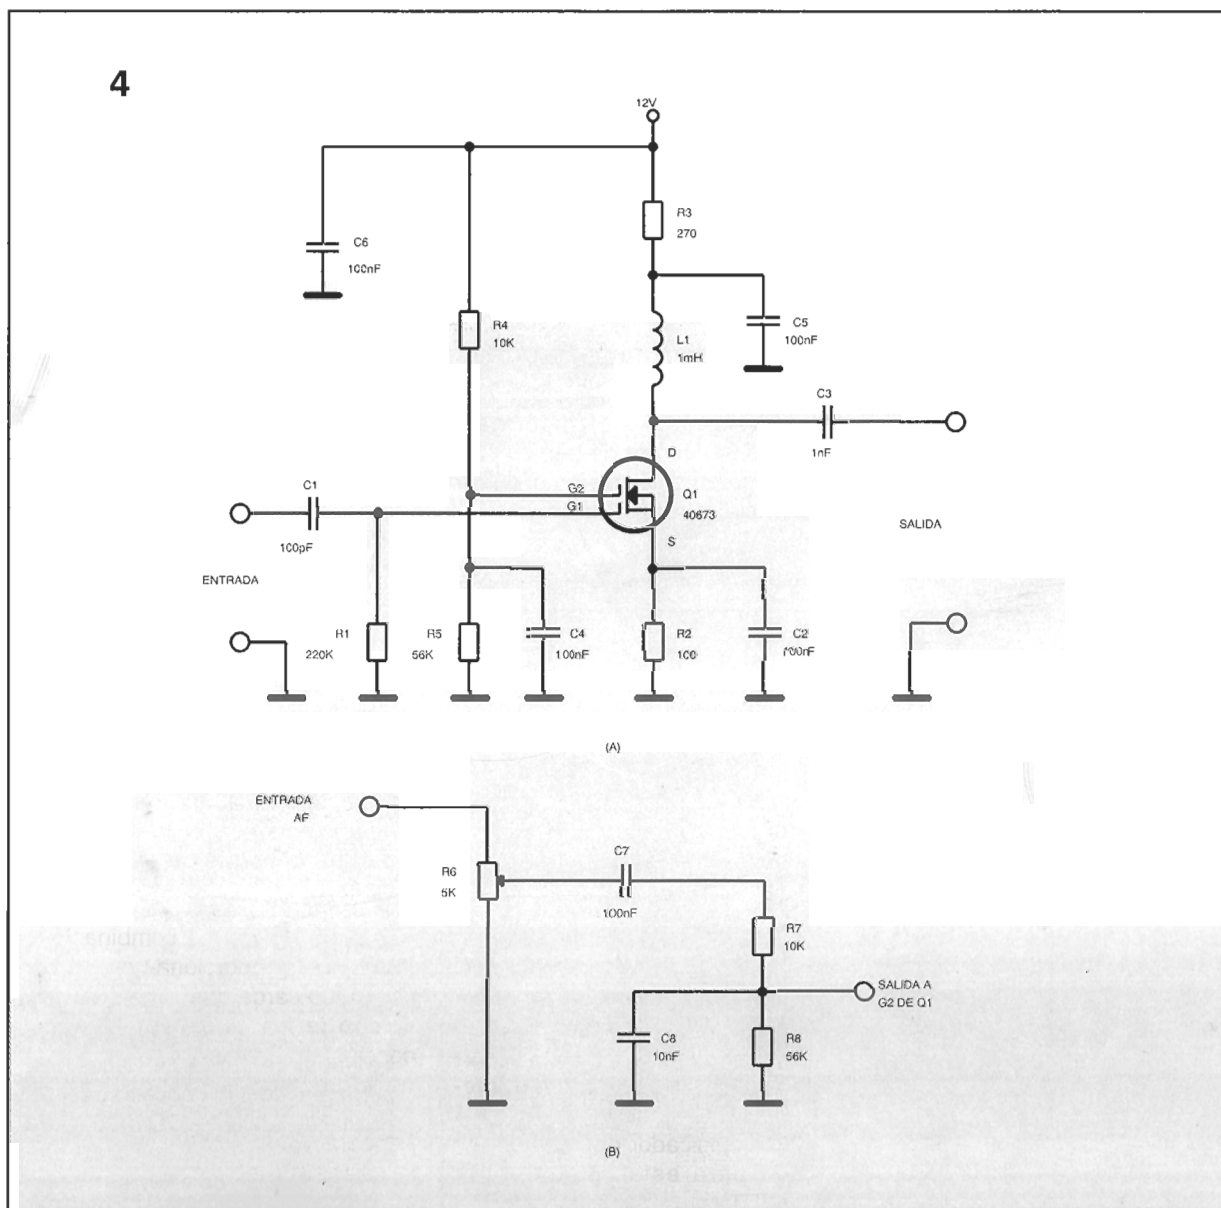 4
12V
R3
270
C6
100nF
R4
10K
L1
1mH
C5
100nF
C3
1nF
D
G2
G1
Q1
40673
S
C1
100pF
SALIDA
ENTRADA
R1
220K
R5
56K
C4
100nF
R2
100
C2
100nF
(A)
ENTRADA
AF
R6
5K
C7
100nF
R7
10K
SALIDA A
G2 DE Q1
C8
10nF
R8
56K
(B)